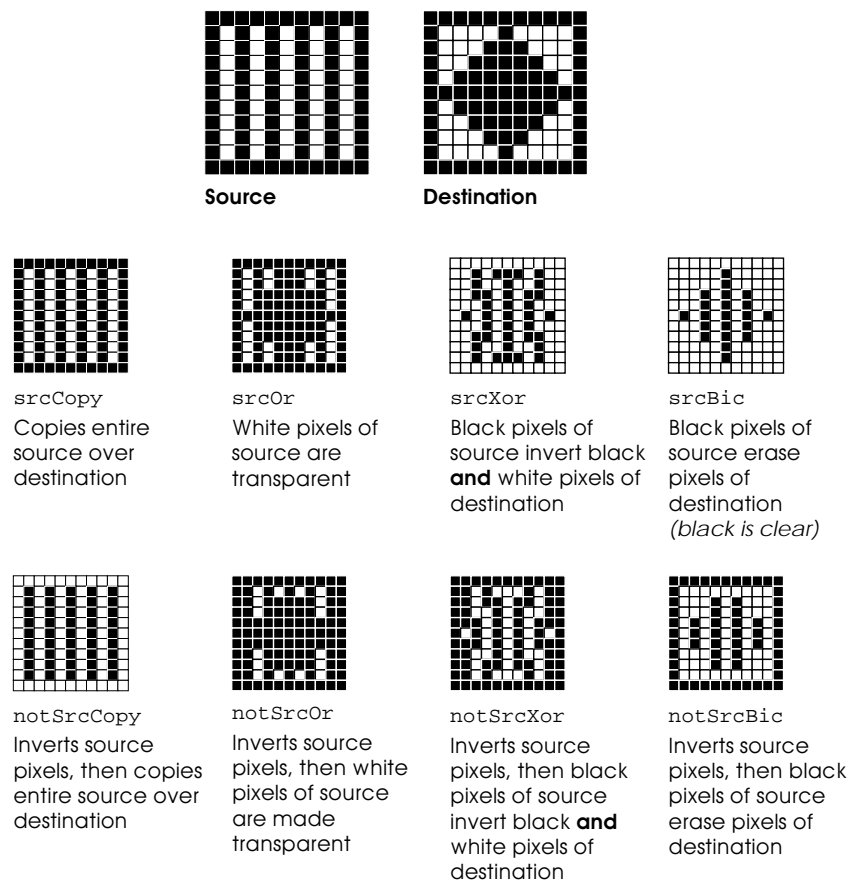 Source
Destination
srcCopy
Copies entire
source over
destination
srcOr
White pixels of
source are
transparent
srcXor
Black pixels of
source invert black
and white pixels of
destination
srcBic
Black pixels of
source erase
pixels of
destination
(black is clear)
notSrcCopy
Inverts source
pixels, then copies
entire source over
destination
notSrcOr
Inverts source
pixels, then white
pixels of source
are made
transparent
notSrcXor
Inverts source
pixels, then black
pixels of source
invert black and
white pixels of
destination
notSrcBic
Inverts source
pixels, then black
pixels of source
erase pixels of
destination